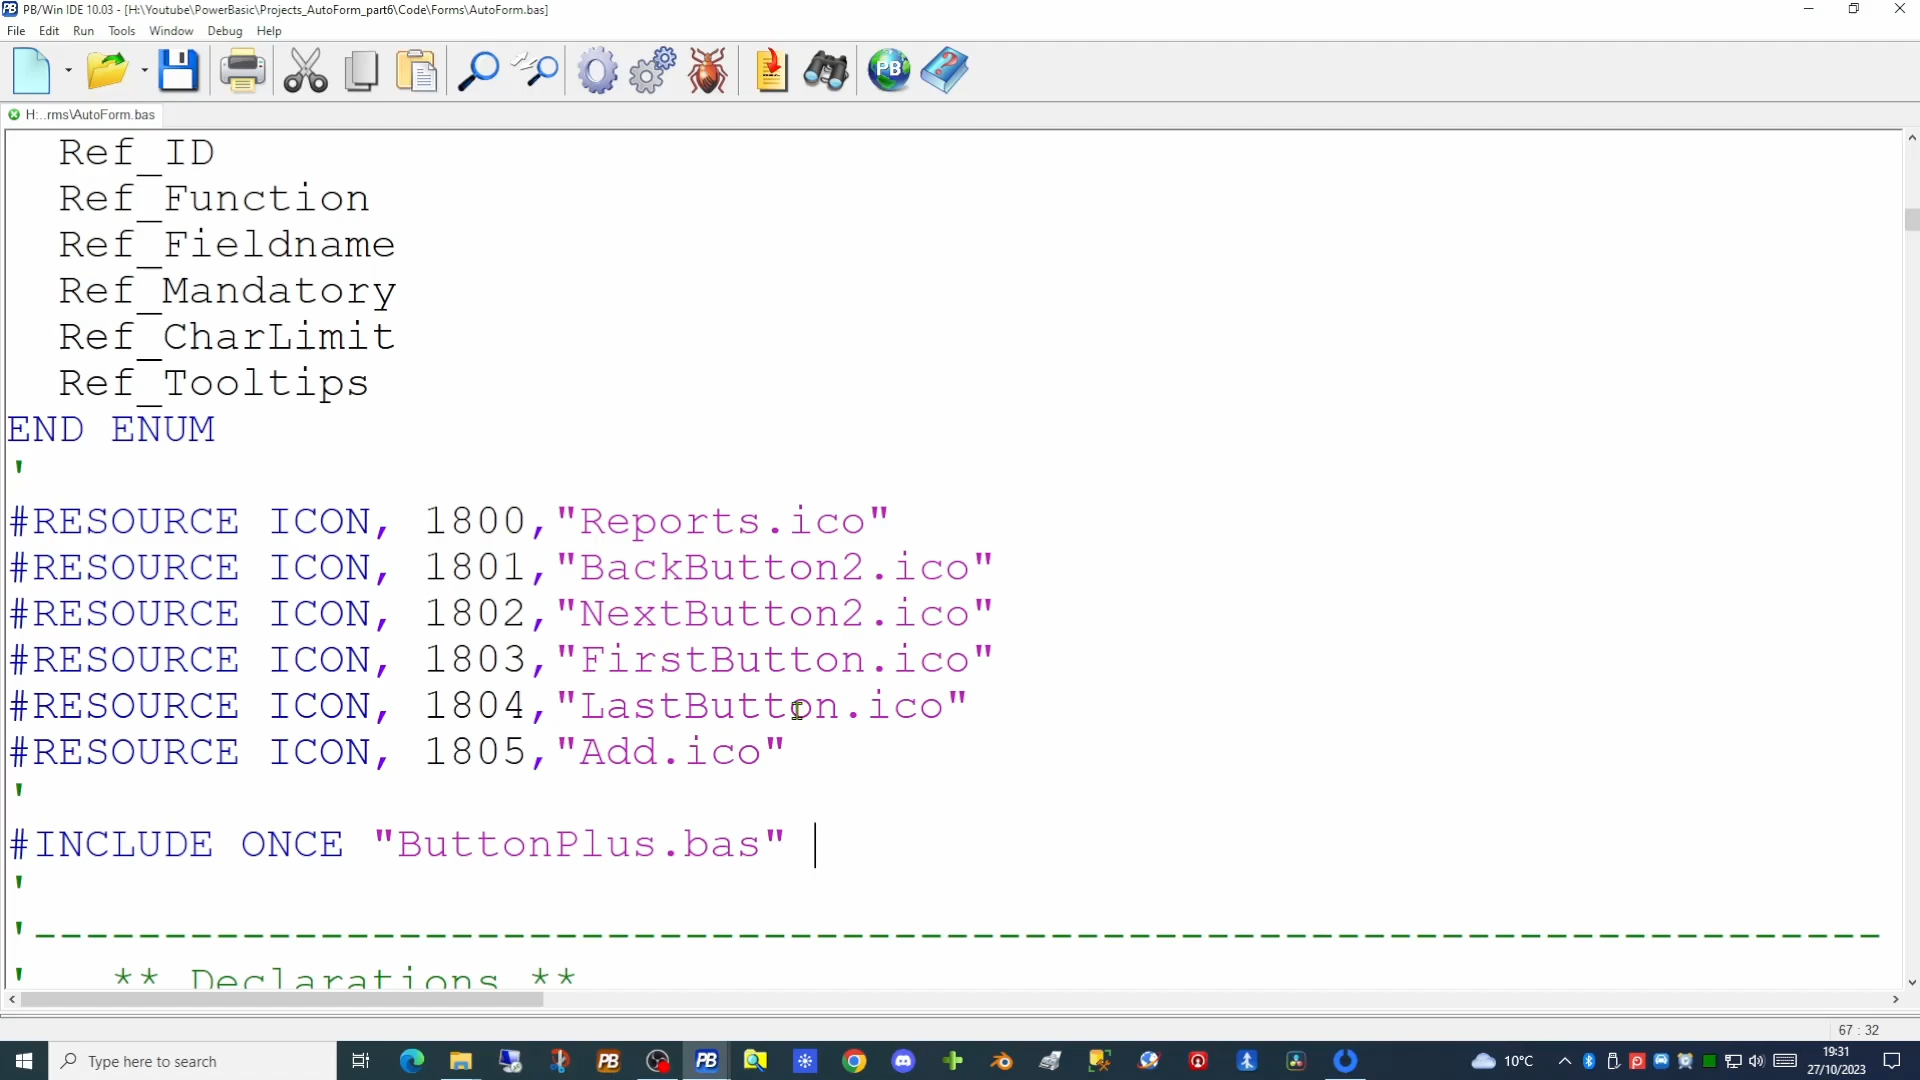 PB/Win IDE 10.03 - [H:\Youtube\PowerBasic\Projects_AutoForm_part6\Code\Forms\AutoForm.bas]
File Edit Run Tools Window Debug Help
PB
H:..rms\AutoForm.bas
Ref_ID
Ref_Function
Ref_Fieldname
Ref_Mandatory
Ref_CharLimit
Ref_Tooltips
END ENUM
'
#RESOURCE ICON, 1800,"Reports.ico"
#RESOURCE ICON, 1801,"BackButton2.ico"
#RESOURCE ICON, 1802,"NextButton2.ico"
#RESOURCE ICON, 1803,"FirstButton.ico"
#RESOURCE ICON, 1804,"LastButton.ico"
#RESOURCE ICON, 1805,"Add.ico"
'
#INCLUDE ONCE "ButtonPlus.bas"
'
'------------------------------------------------------------------------
' ** Declarations **
67 : 32
Type here to search
PB
PB
10°C
19:31
27/10/2023